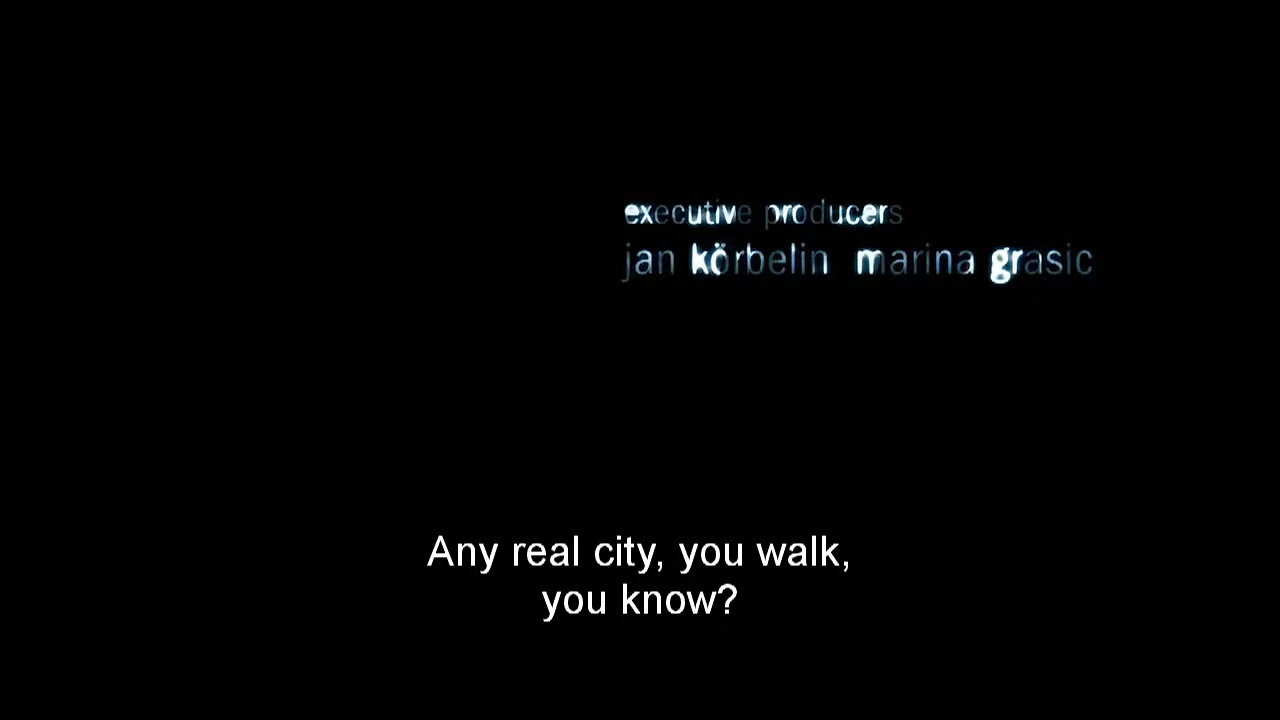 executive producers
jan körbelin marina grasic
Any real city, you walk,
you know?